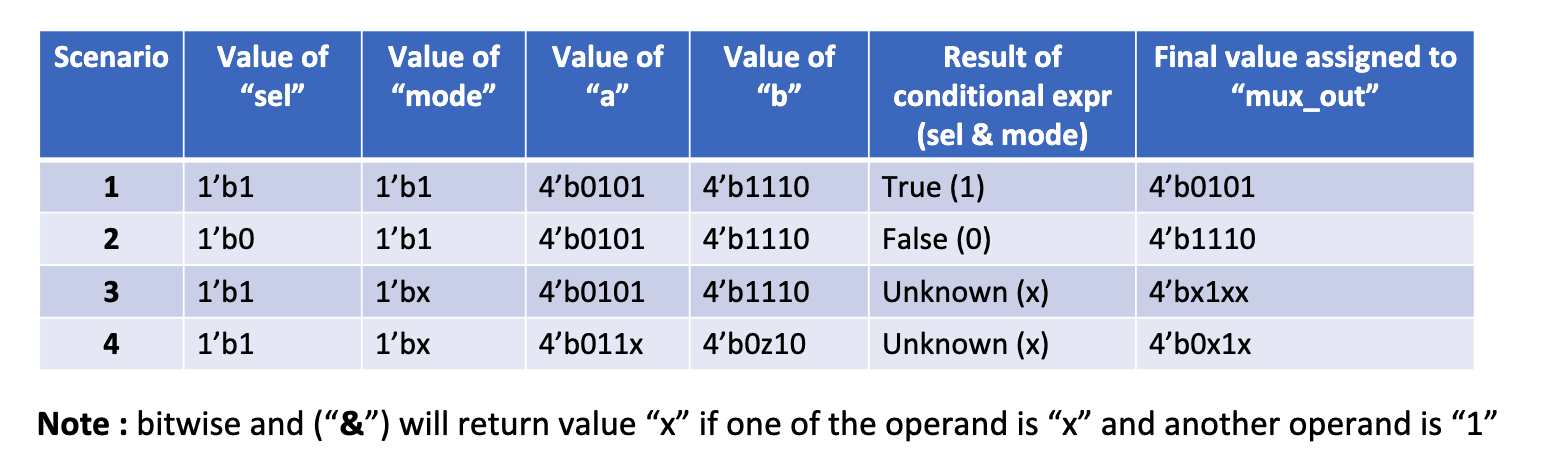 Scenario Value of “sel” Value of “mode” Value of “a” Value of “b” Result of conditional expr (sel & mode) Final value assigned to “mux_out”
1 1’b1 1’b1 4’b0101 4’b1110 True (1) 4’b0101
2 1’b0 1’b1 4’b0101 4’b1110 False (0) 4’b1110
3 1’b1 1’bx 4’b0101 4’b1110 Unknown (x) 4’bx1xx
4 1’b1 1’bx 4’b011x 4’b0z10 Unknown (x) 4’b0x1x
Note : bitwise and (“&”) will return value “x” if one of the operand is “x” and another operand is “1”